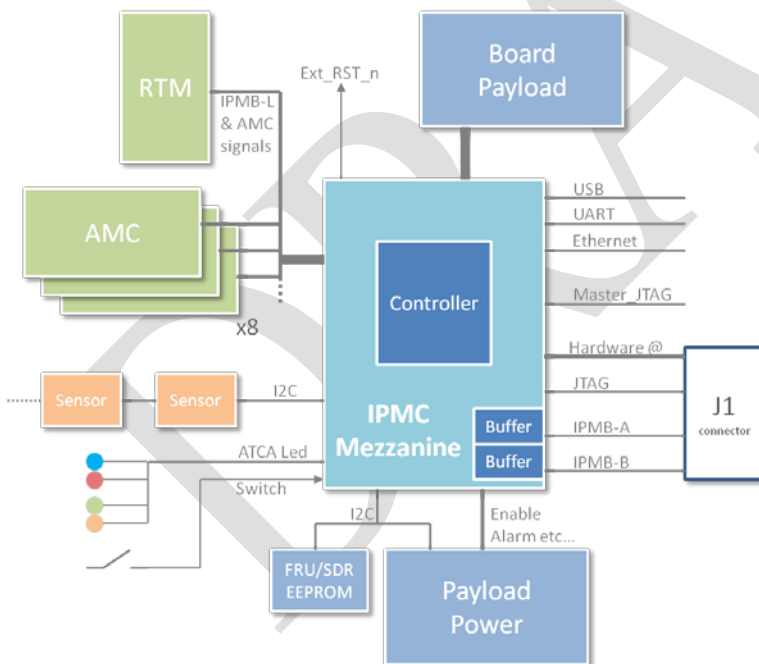 Board
Payload
RTM
Ext_RST_n
IPMB-L
& AMC
signals
USB
UART
Ethernet
AMC
Controller
Master_JTAG
x8
Hardware @
JTAG
J1
connector
Sensor
Sensor
I2C
IPMC
Mezzanine
Buffer
Buffer
IPMB-A
IPMB-B
ATCA Led
Switch
I2C
Enable
Alarm etc...
FRU/SDR
EEPROM
Payload
Power